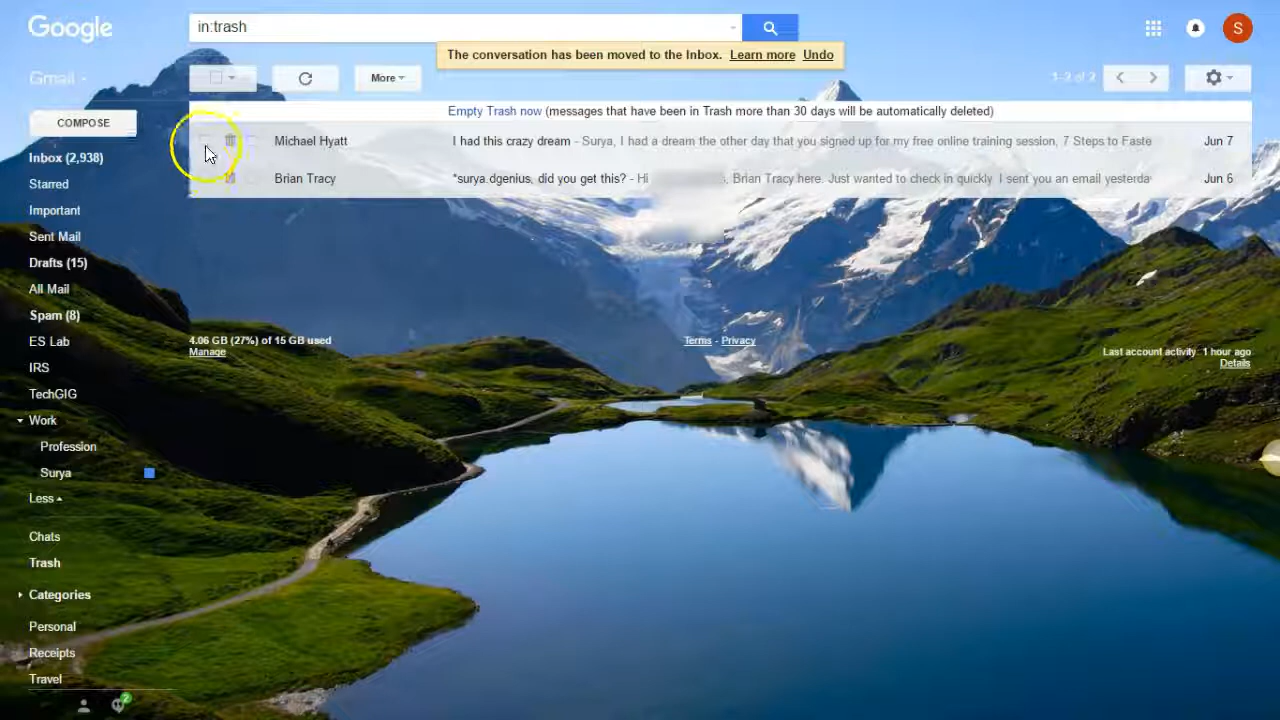 Google
in:trash
S
The conversation has been moved to the Inbox. Learn more Undo
Gmail
More
1–2 of 2
COMPOSE
Empty Trash now (messages that have been in Trash more than 30 days will be automatically deleted)
Michael Hyatt I had this crazy dream - Surya, I had a dream the other day that you signed up for my free online training session, 7 Steps to Faste Jun 7
Brian Tracy *surya.dgenius, did you get this? - Hi , Brian Tracy here. Just wanted to check in quickly I sent you an email yesterda Jun 6
Inbox (2,938)
Starred
Important
Sent Mail
Drafts (15)
All Mail
Spam (8)
ES Lab
IRS
TechGIG
Work
Profession
Surya
Less
Chats
Trash
Categories
Personal
Receipts
Travel
2
4.06 GB (27%) of 15 GB used
Manage
Terms - Privacy
Last account activity: 1 hour ago
Details